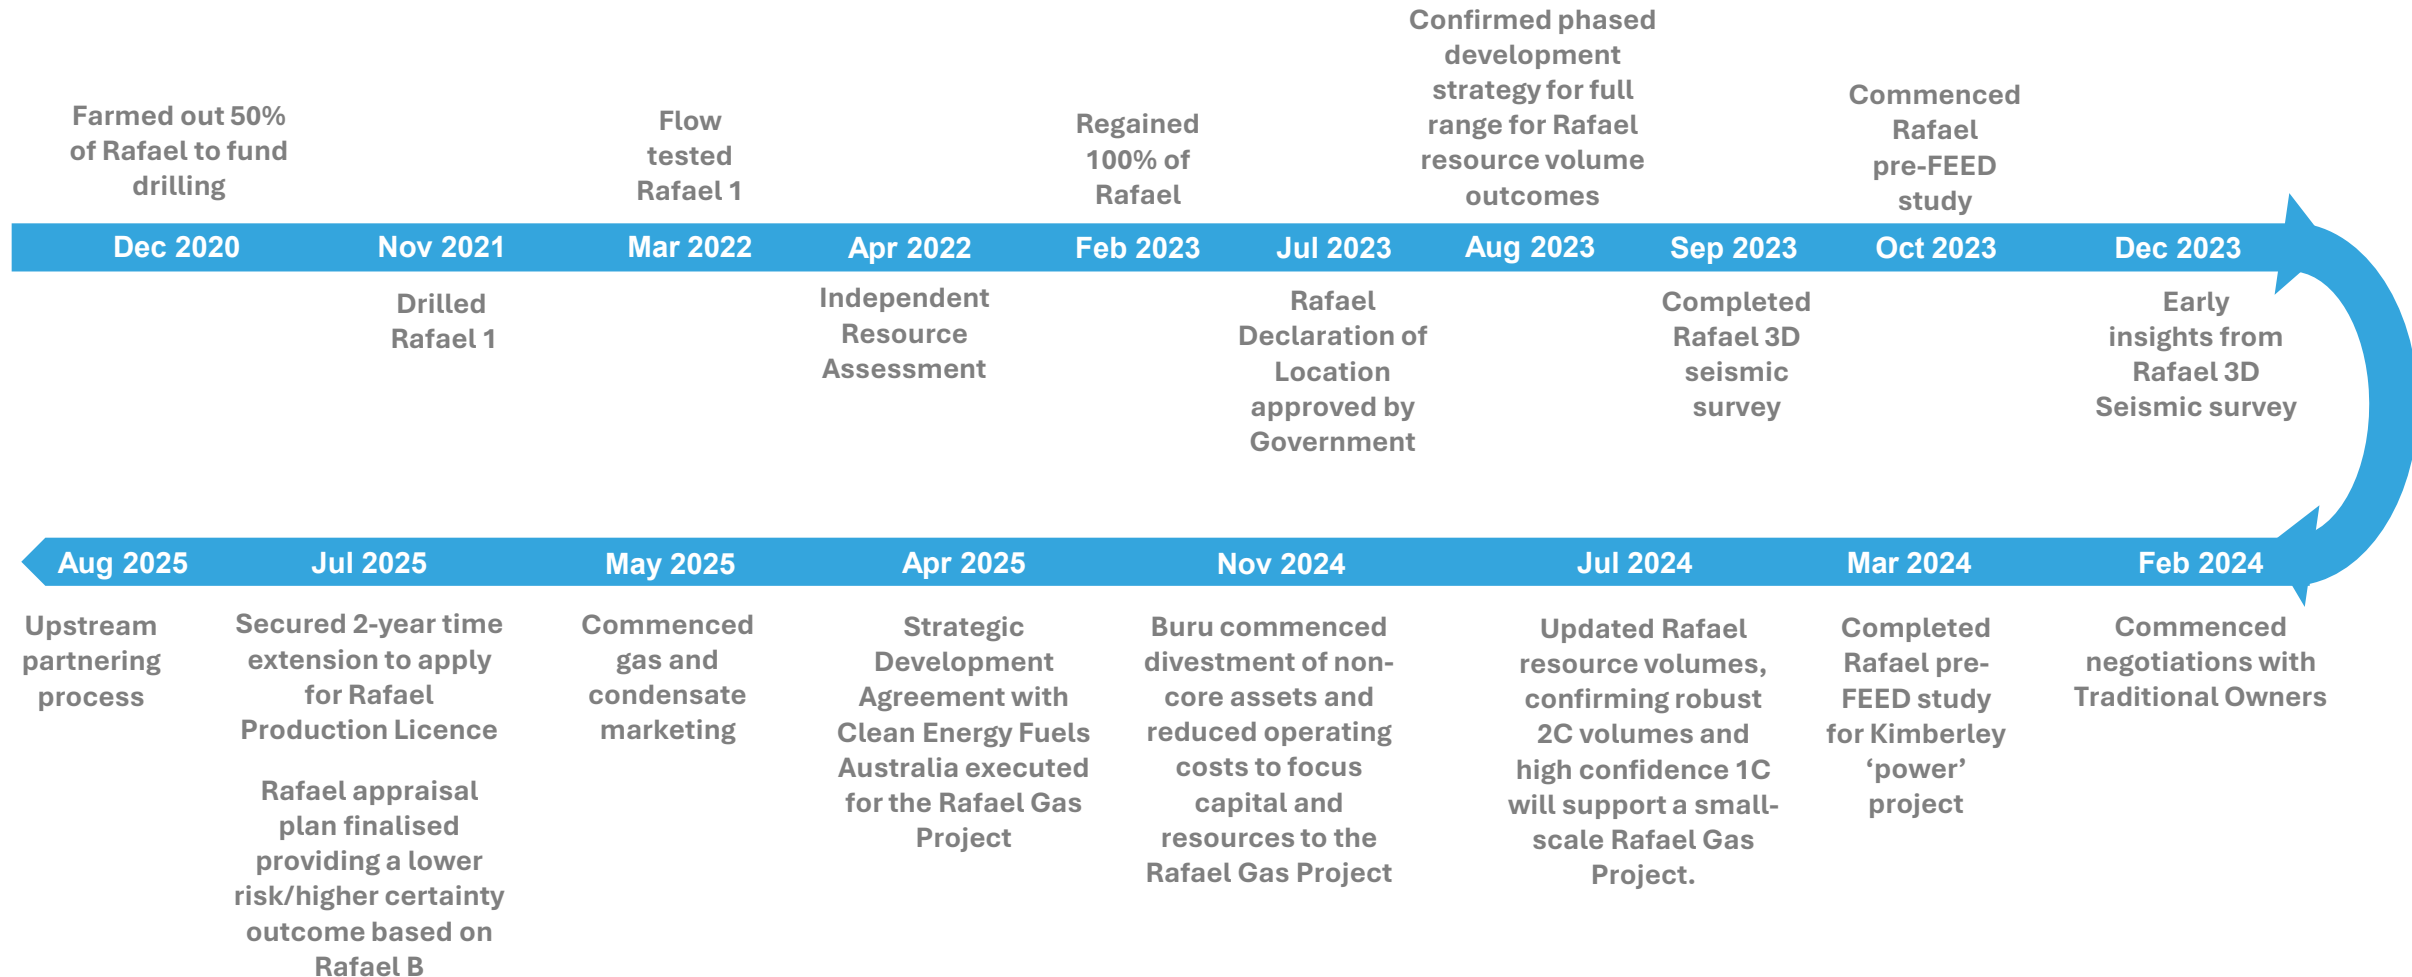 Farmed out 50%
of Rafael to fund
drilling
Dec 2020
Nov 2021
Drilled
Rafael 1
Flow
tested
Rafael 1
Mar 2022
Apr 2022
Independent
Resource
Assessment
Regained
100% of
Rafael
Feb 2023
Jul 2023
Rafael
Declaration of
Location
approved by
Government
Confirmed phased
development
strategy for full
range for Rafael
resource volume
outcomes
Aug 2023
Sep 2023
Completed
Rafael 3D
seismic
survey
Commenced
Rafael
pre-FEED
study
Oct 2023
Dec 2023
Early
insights from
Rafael 3D
Seismic survey
Feb 2024
Commenced
negotiations with
Traditional Owners
Mar 2024
Completed
Rafael pre-
FEED study
for Kimberley
‘power’
project
Jul 2024
Updated Rafael
resource volumes,
confirming robust
2C volumes and
high confidence 1C
will support a small-
scale Rafael Gas
Project.
Nov 2024
Buru commenced
divestment of non-
core assets and
reduced operating
costs to focus
capital and
resources to the
Rafael Gas Project
Apr 2025
Strategic
Development
Agreement with
Clean Energy Fuels
Australia executed
for the Rafael Gas
Project
May 2025
Commenced
gas and
condensate
marketing
Jul 2025
Secured 2-year time
extension to apply
for Rafael
Production Licence
Rafael appraisal
plan finalised
providing a lower
risk/higher certainty
outcome based on
Rafael B
Aug 2025
Upstream
partnering
process